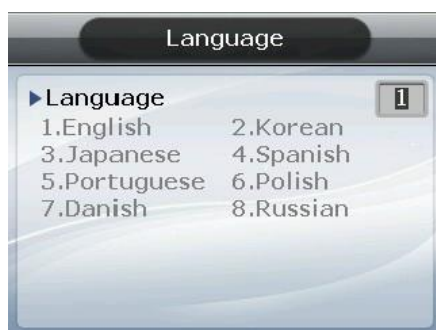 Language
Language 1
1.English 2.Korean
3.Japanese 4.Spanish
5.Portuguese 6.Polish
7.Danish 8.Russian